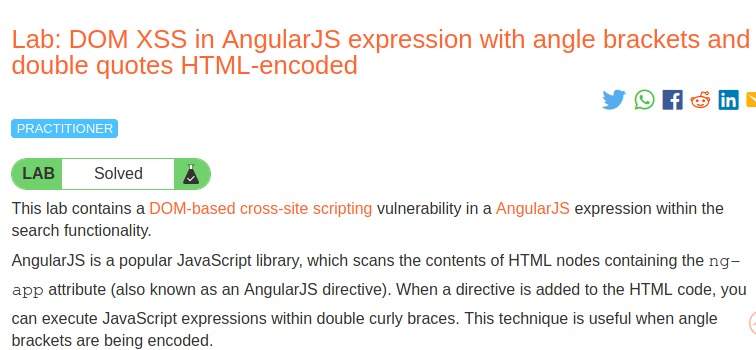 Lab: DOM XSS in AngularJS expression with angle brackets and
double quotes HTML-encoded
PRACTITIONER
LAB Solved
This lab contains a DOM-based cross-site scripting vulnerability in a AngularJS expression within the
search functionality.
AngularJS is a popular JavaScript library, which scans the contents of HTML nodes containing the ng-
app attribute (also known as an AngularJS directive). When a directive is added to the HTML code, you
can execute JavaScript expressions within double curly braces. This technique is useful when angle
brackets are being encoded.